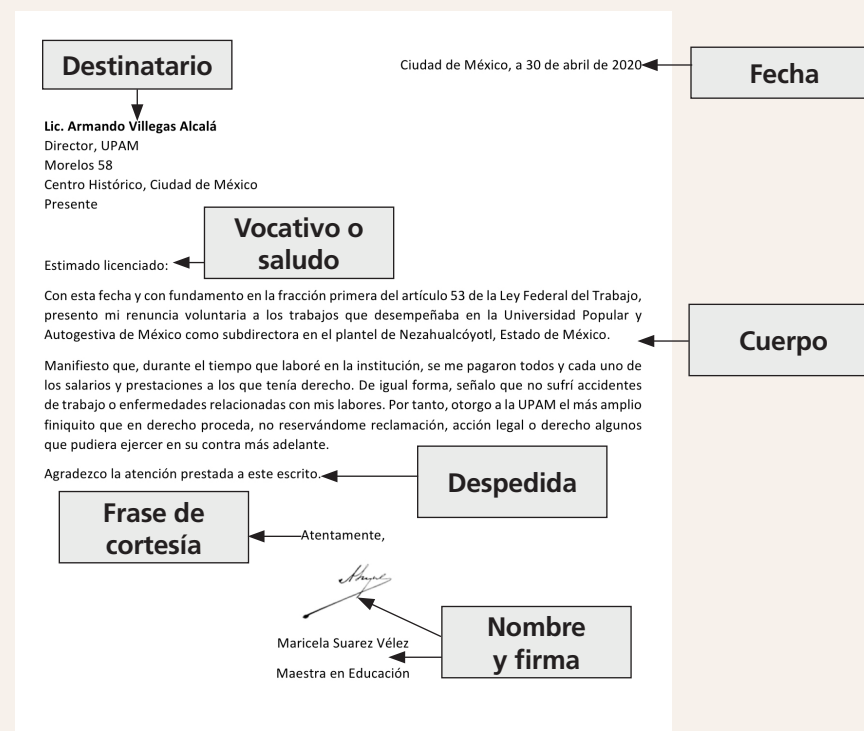 Destinatario
Ciudad de México, a 30 de abril de 2020
Fecha
Lic. Armando Villegas Alcalá
Director, UPAM
Morelos 58
Centro Histórico, Ciudad de México
Presente
Vocativo o
saludo
Estimado licenciado:
Con esta fecha y con fundamento en la fracción primera del artículo 53 de la Ley Federal del Trabajo,
presento mi renuncia voluntaria a los trabajos que desempeñaba en la Universidad Popular y
Autogestiva de México como subdirectora en el plantel de Nezahualcóyotl, Estado de México.
Cuerpo
Manifiesto que, durante el tiempo que laboré en la institución, se me pagaron todos y cada uno de
los salarios y prestaciones a los que tenía derecho. De igual forma, señalo que no sufrí accidentes
de trabajo o enfermedades relacionadas con mis labores. Por tanto, otorgo a la UPAM el más amplio
finiquito que en derecho proceda, no reservándome reclamación, acción legal o derecho algunos
que pudiera ejercer en su contra más adelante.
Agradezco la atención prestada a este escrito.
Despedida
Frase de
cortesía
Atentamente,
Nombre
y firma
Maricela Suarez Vélez
Maestra en Educación